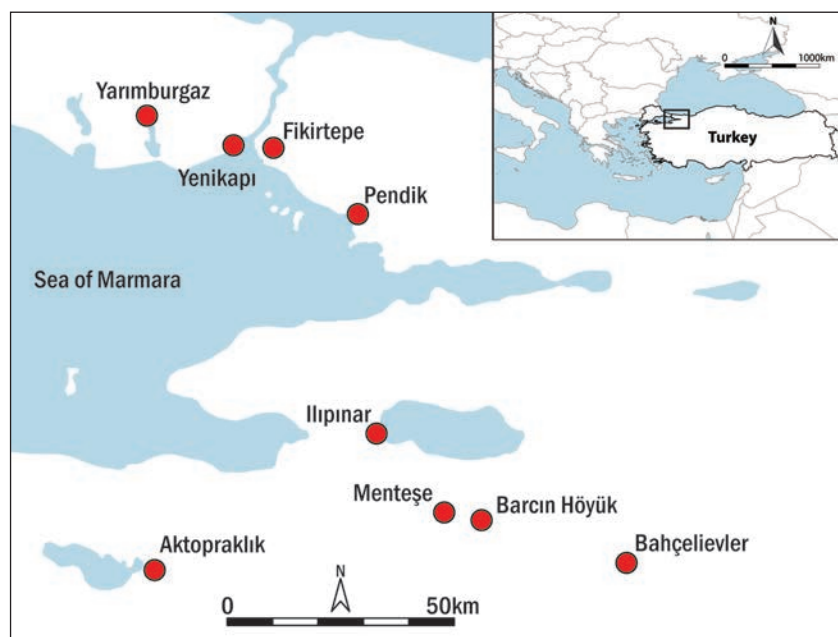 N
0 1000km
Turkey
Yarımburgaz
Fikirtepe
Yenikapı
Pendik
Sea of Marmara
Ilıpınar
Menteşe
Barcın Höyük
Bahçelievler
Aktopraklık
N
0 50km